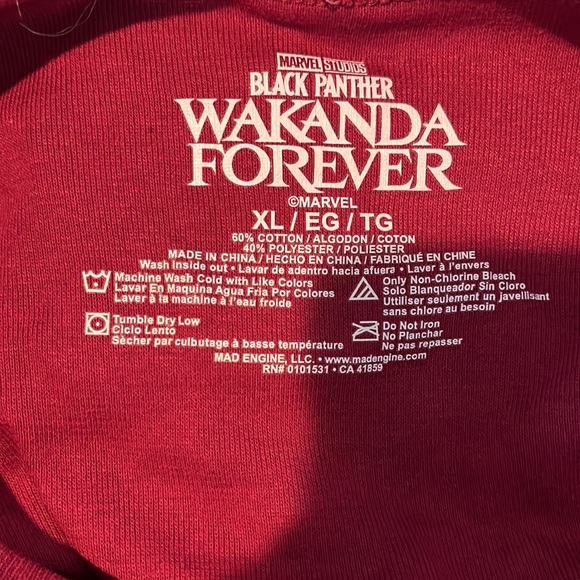 MARVEL STUDIOS
BLACK PANTHER
WAKANDA
FOREVER
©MARVEL
XL / EG / TG
60% COTTON / ALGODON / COTON
40% POLYESTER / POLIESTER
MADE IN CHINA / HECHO EN CHINA / FABRIQUÉ EN CHINE
Wash Inside out • Lavar de adentro hacia afuera • Laver à l'envers
Machine Wash Cold with Like Colors
Lavar En Maquina Agua Fria Por Colores
Laver à la machine à l'eau froide
Only Non-Chlorine Bleach
Solo Blanqueador Sin Cloro
Utiliser seulement un javellisant
sans chlore au besoin
Tumble Dry Low
Ciclo Lento
Sècher par culbutage à basse température
Do Not Iron
No Planchar
Ne pas repasser
MAD ENGINE, LLC. • www.madengine.com
RN# 0101531 • CA 41859